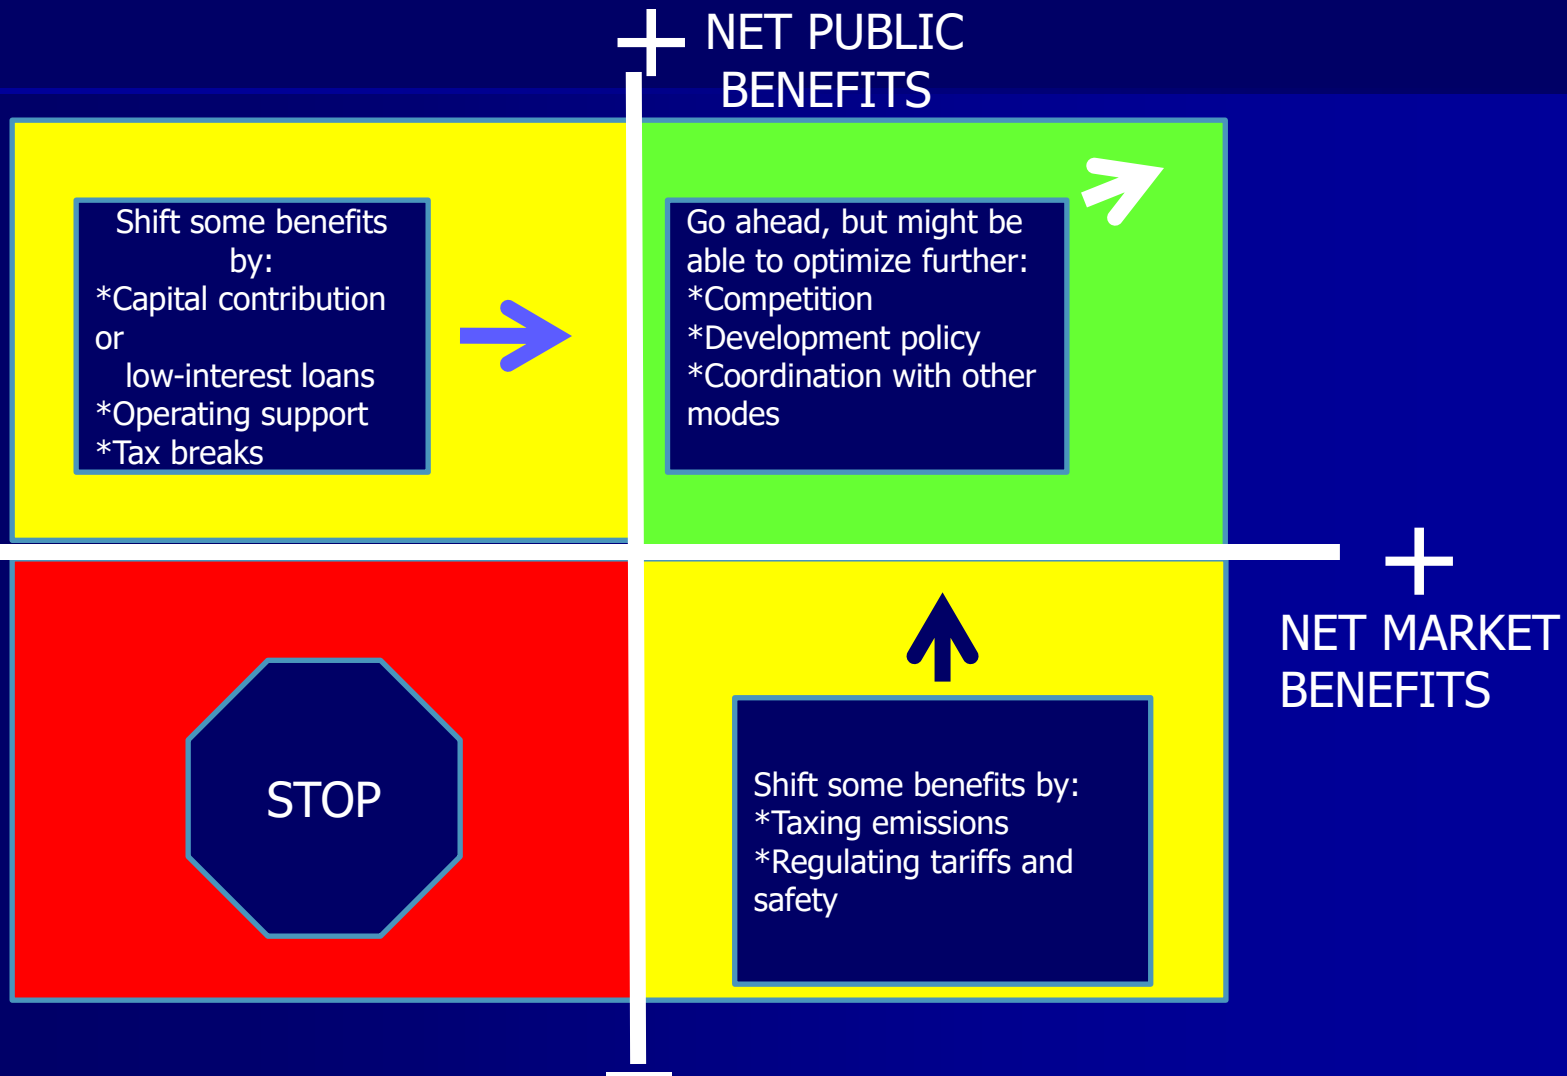 + NET PUBLIC
BENEFITS
Shift some benefits
by:
*Capital contribution
or
low-interest loans
*Operating support
*Tax breaks
Go ahead, but might be
able to optimize further:
*Competition
*Development policy
*Coordination with other
modes
+
NET MARKET
BENEFITS
STOP
Shift some benefits by:
*Taxing emissions
*Regulating tariffs and
safety